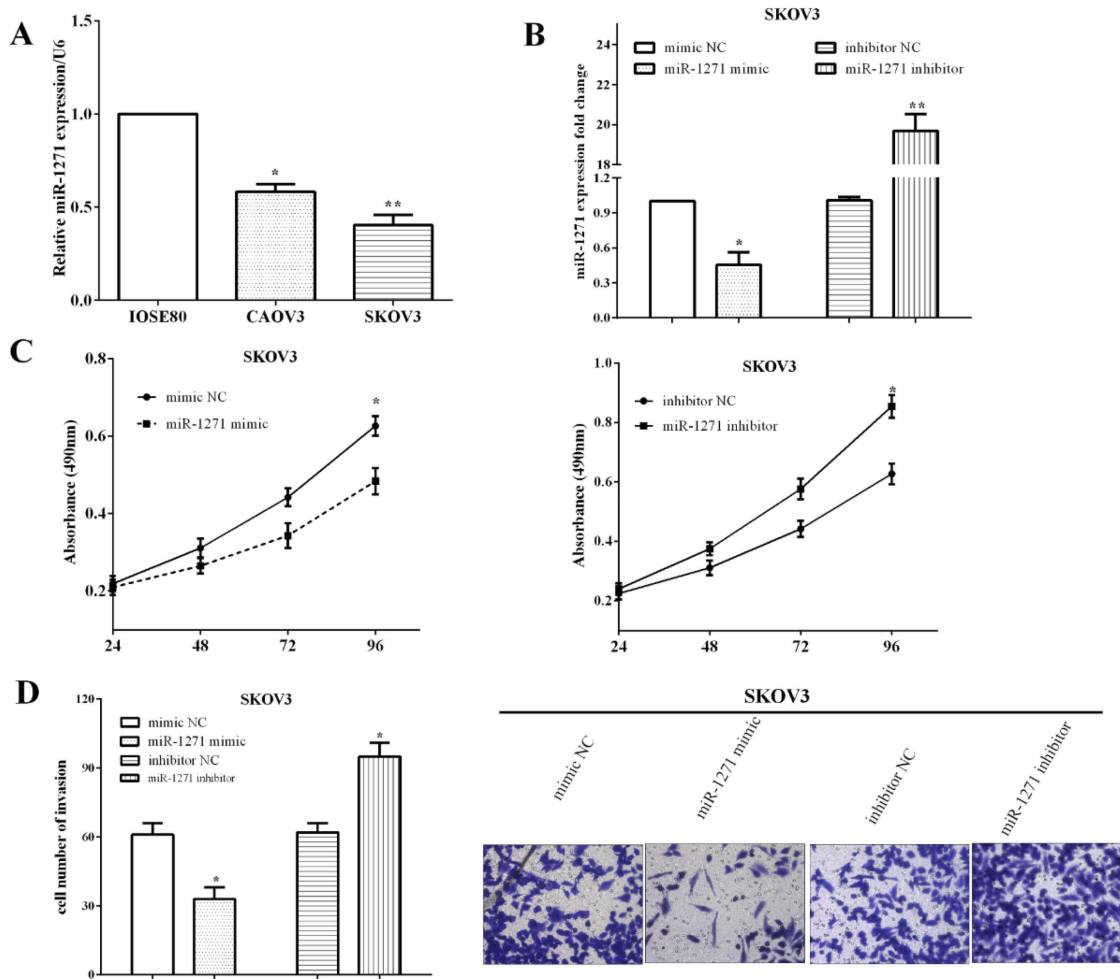 A
Relative miR-1271 expression/U6
1.0
0.5
0.0
*
**
IOSE80 CAOV3 SKOV3
B
SKOV3
mimic NC
miR-1271 mimic
inhibitor NC
miR-1271 inhibitor
miR-1271 expression fold change
24
22
20
18
1.2
0.9
0.6
0.3
0.0
*
**
C
SKOV3
mimic NC
miR-1271 mimic
Absorbance (490nm)
0.8
0.6
0.4
0.2
*
24 48 72 96
SKOV3
inhibitor NC
miR-1271 inhibitor
Absorbance (490nm)
1.0
0.8
0.6
0.4
0.2
*
24 48 72 96
D
SKOV3
mimic NC
miR-1271 mimic
inhibitor NC
miR-1271 inhibitor
cell number of invasion
120
90
60
30
0
*
*
SKOV3
mimic NC
miR-1271 mimic
inhibitor NC
miR-1271 inhibitor